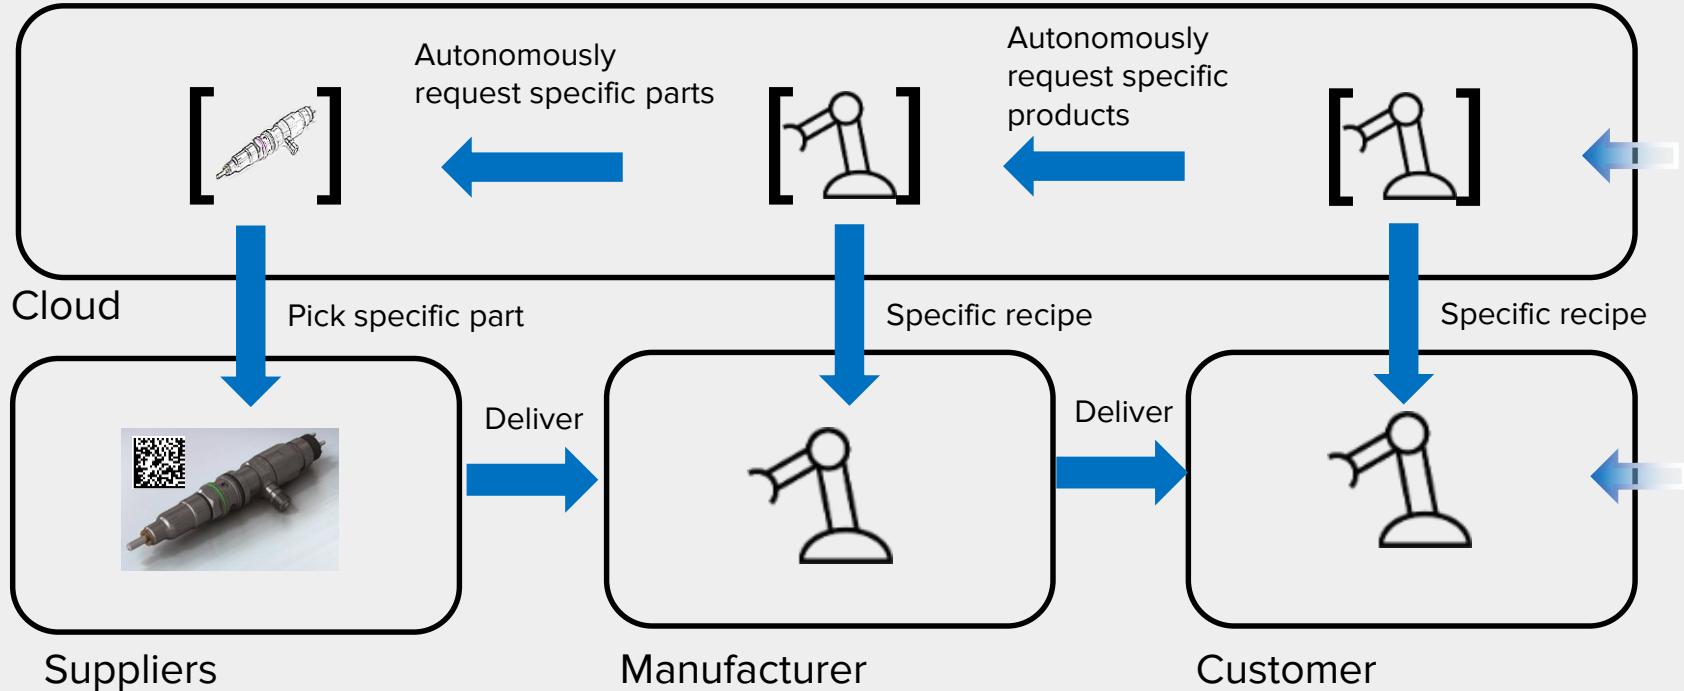 Autonomously
request specific parts
Autonomously
request specific
products
Cloud
Pick specific part
Specific recipe
Specific recipe
Deliver
Deliver
Suppliers
Manufacturer
Customer